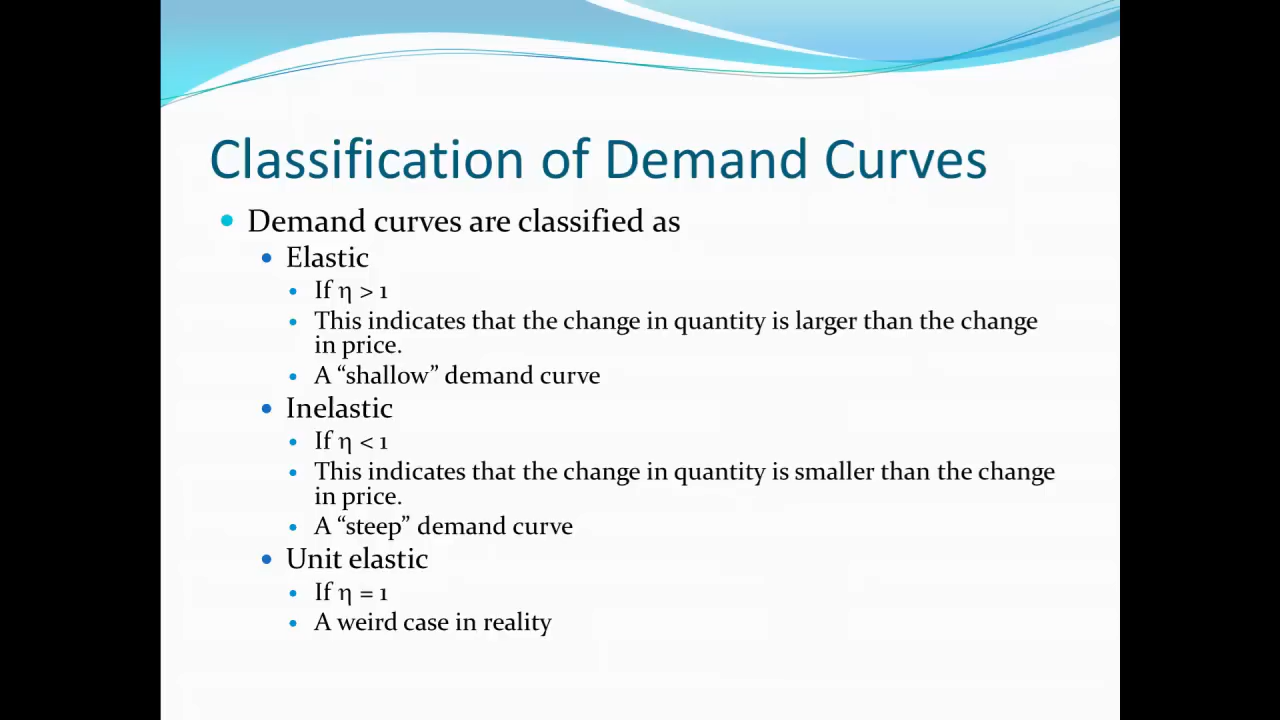 Classification of Demand Curves
• Demand curves are classified as
• Elastic
• If η > 1
• This indicates that the change in quantity is larger than the change
in price.
• A “shallow” demand curve
• Inelastic
• If η < 1
• This indicates that the change in quantity is smaller than the change
in price.
• A “steep” demand curve
• Unit elastic
• If η = 1
• A weird case in reality